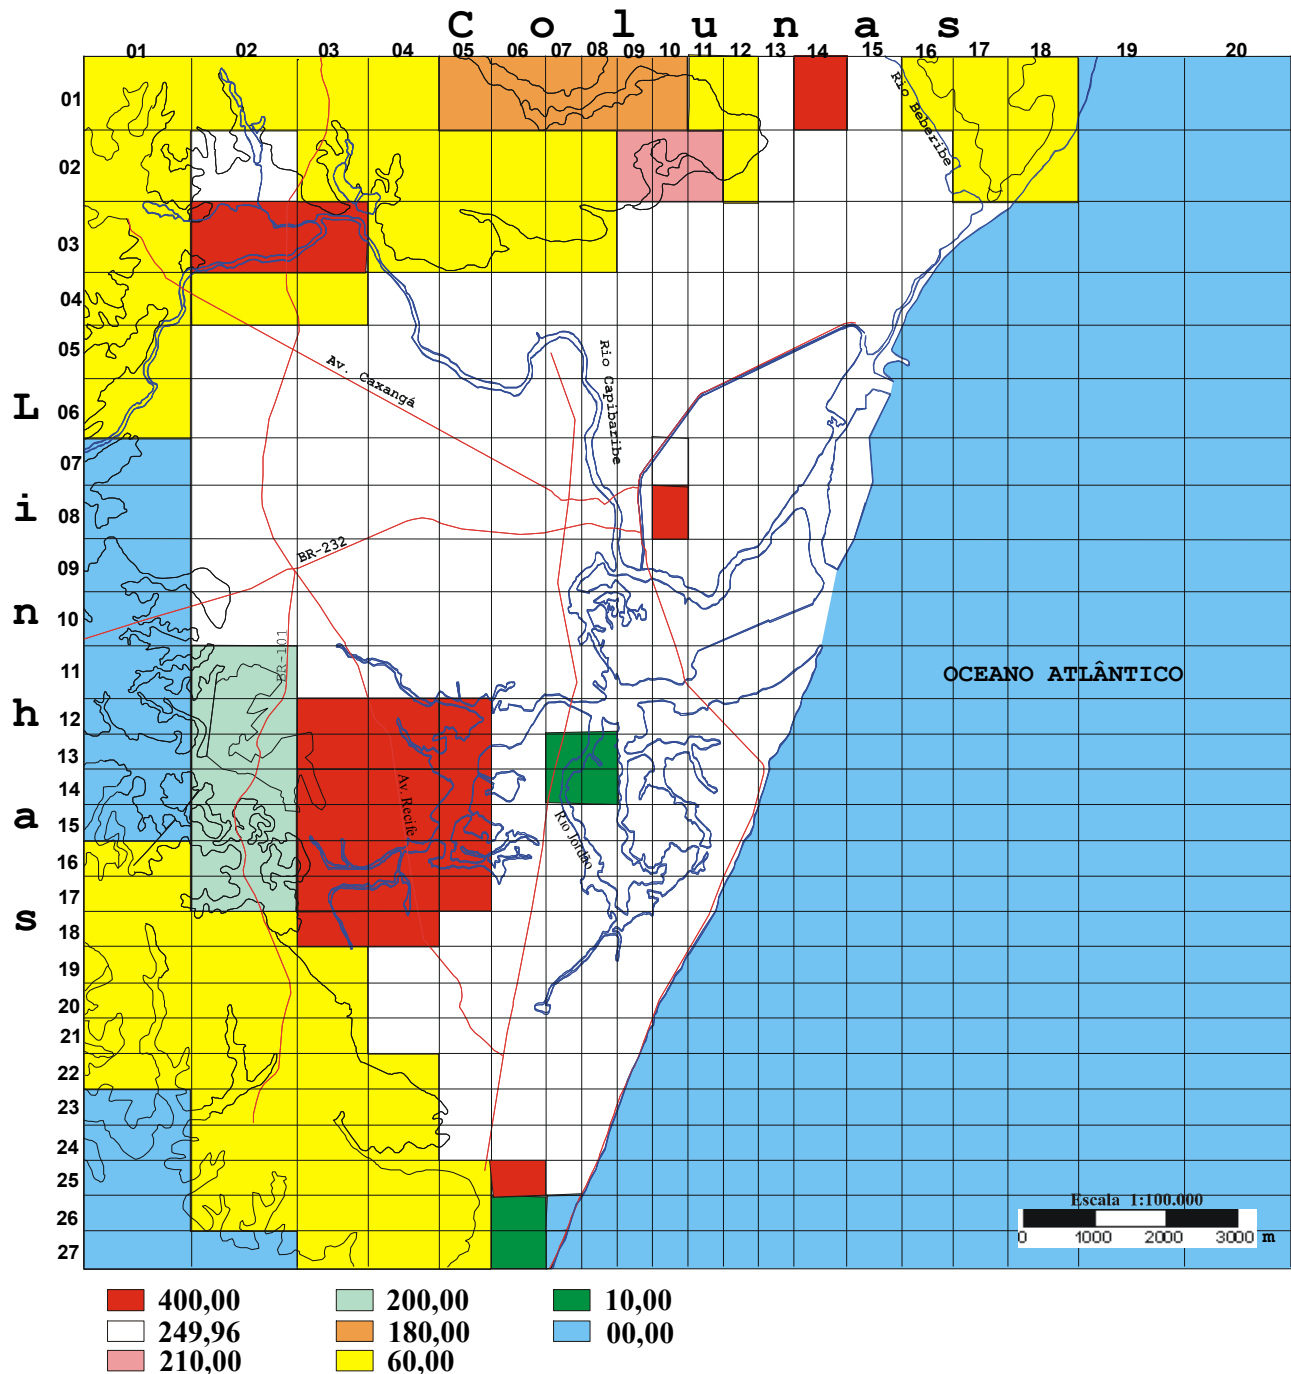 Colunas
01 02 03 04 05 06 07 08 09 10 11 12 13 14 15 16 17 18 19 20
Linhas
01
02
03
04
05
06
07
08
09
10
11
12
13
14
15
16
17
18
19
20
21
22
23
24
25
26
27
Rio Beberibe
Av. Caxangá
Rio Capibaribe
BR-232
BR-101
OCEANO ATLÂNTICO
Av. Recife
Rio Jordão
Escala 1:100.000
0 1000 2000 3000 m
400,00 200,00 10,00
249,96 180,00 00,00
210,00 60,00